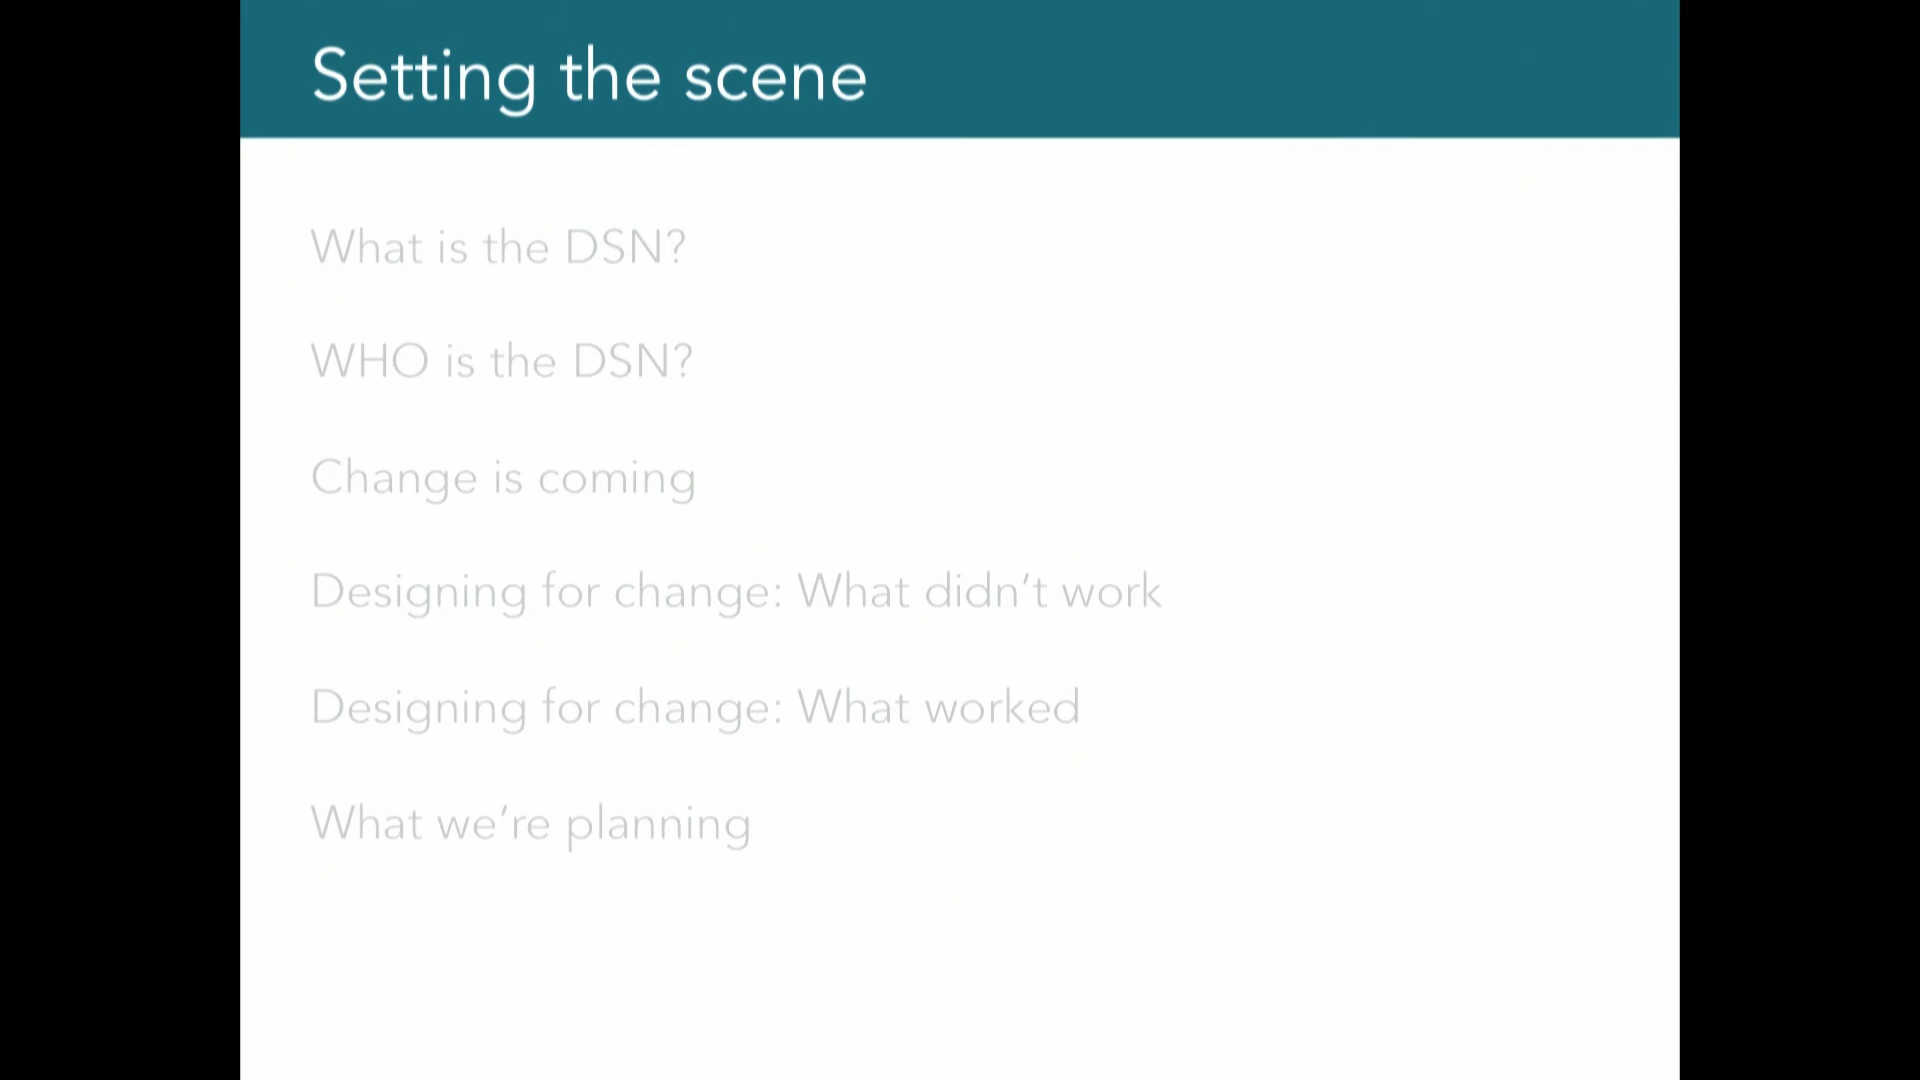 Setting the scene
What is the DSN?
WHO is the DSN?
Change is coming
Designing for change: What didn’t work
Designing for change: What worked
What we’re planning